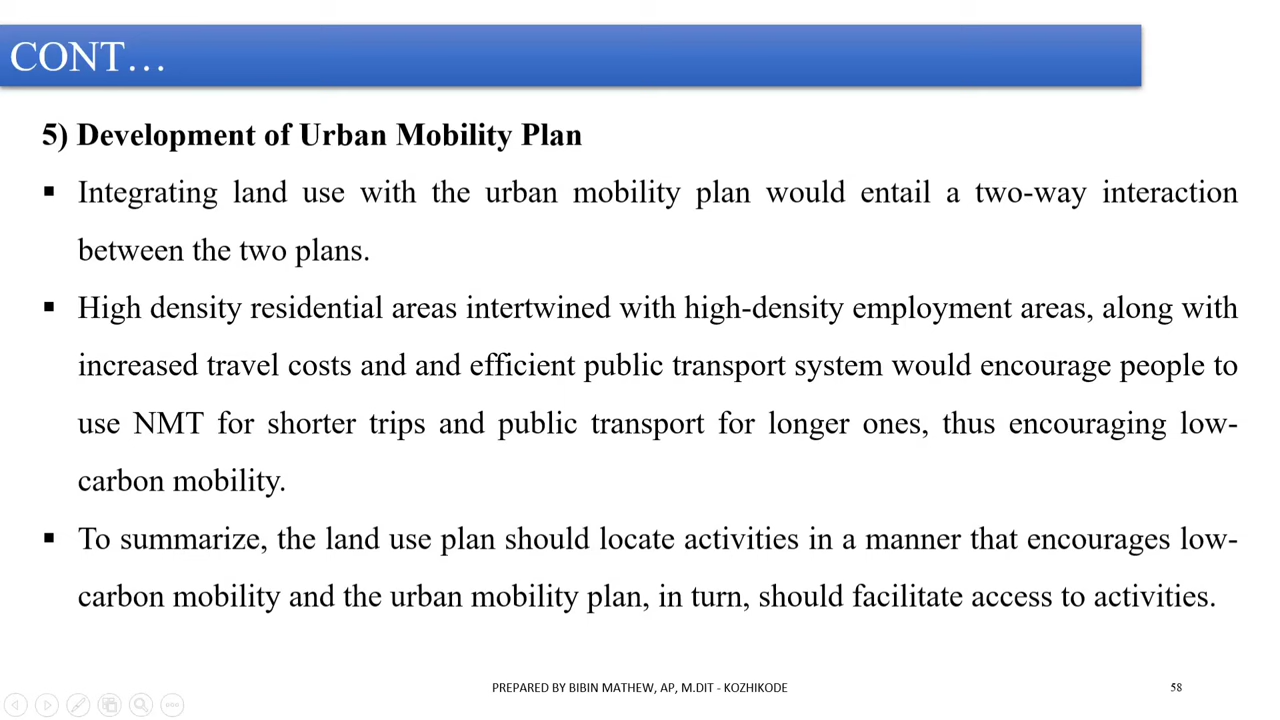 CONT…
5) Development of Urban Mobility Plan
▪ Integrating land use with the urban mobility plan would entail a two-way interaction
between the two plans.
▪ High density residential areas intertwined with high-density employment areas, along with
increased travel costs and and efficient public transport system would encourage people to
use NMT for shorter trips and public transport for longer ones, thus encouraging low-
carbon mobility.
▪ To summarize, the land use plan should locate activities in a manner that encourages low-
carbon mobility and the urban mobility plan, in turn, should facilitate access to activities.
PREPARED BY BIBIN MATHEW, AP, M.DIT - KOZHIKODE
58